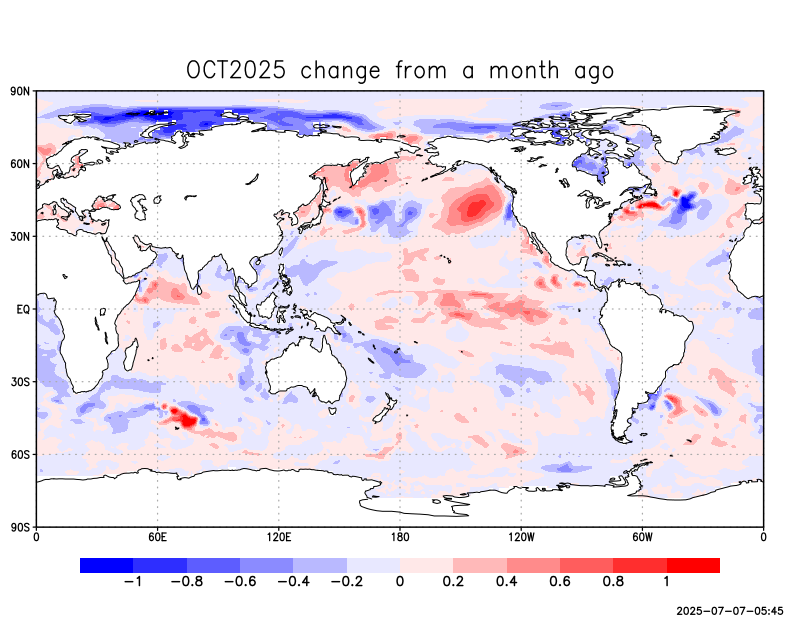 OCT2025 change from a month ago
90N
60N
30N
EQ
30S
60S
90S
0 60E 120E 180 120W 60W 0
-1 -0.8 -0.6 -0.4 -0.2 0 0.2 0.4 0.6 0.8 1
2025-07-07-05:45